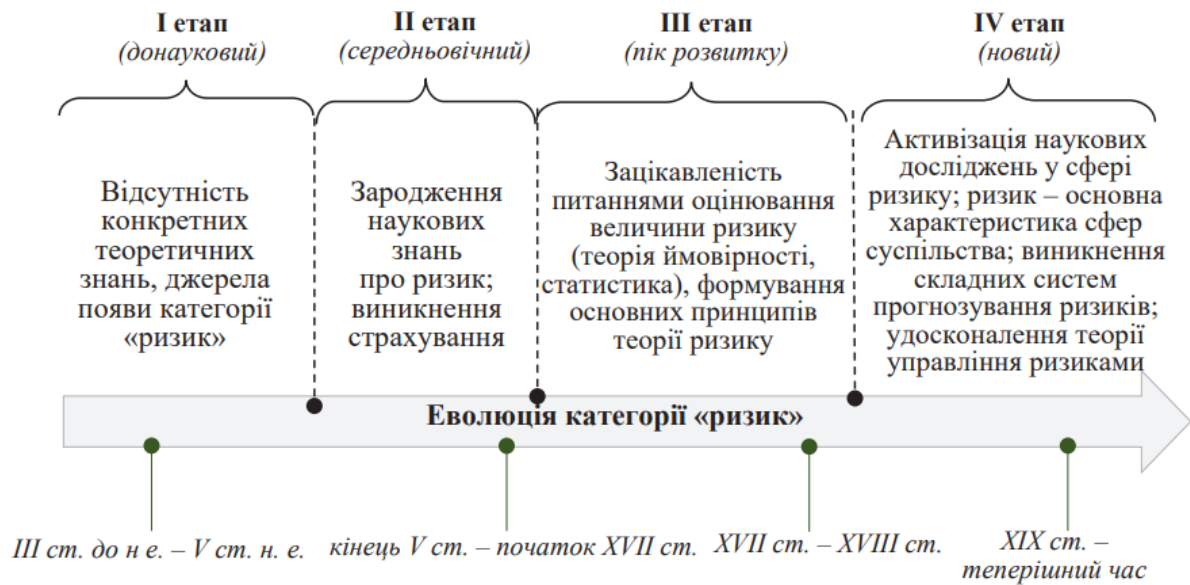 I етап
(донауковий)
II етап
(середньовічний)
III етап
(пік розвитку)
IV етап
(новий)
Відсутність
конкретних
теоретичних
знань, джерела
появи категорії
«ризик»
Зародження
наукових
знань
про ризик;
виникнення
страхування
Зацікавленість
питаннями оцінювання
величини ризику
(теорія ймовірності,
статистика), формування
основних принципів
теорії ризику
Активізація наукових
досліджень у сфері
ризику; ризик – основна
характеристика сфер
суспільства; виникнення
складних систем
прогнозування ризиків;
удосконалення теорії
управління ризиками
Еволюція категорії «ризик»
III ст. до н е. – V ст. н. е.
кінець V ст. – початок XVII ст.
XVII ст. – XVIII ст.
XIX ст. –
теперішний час